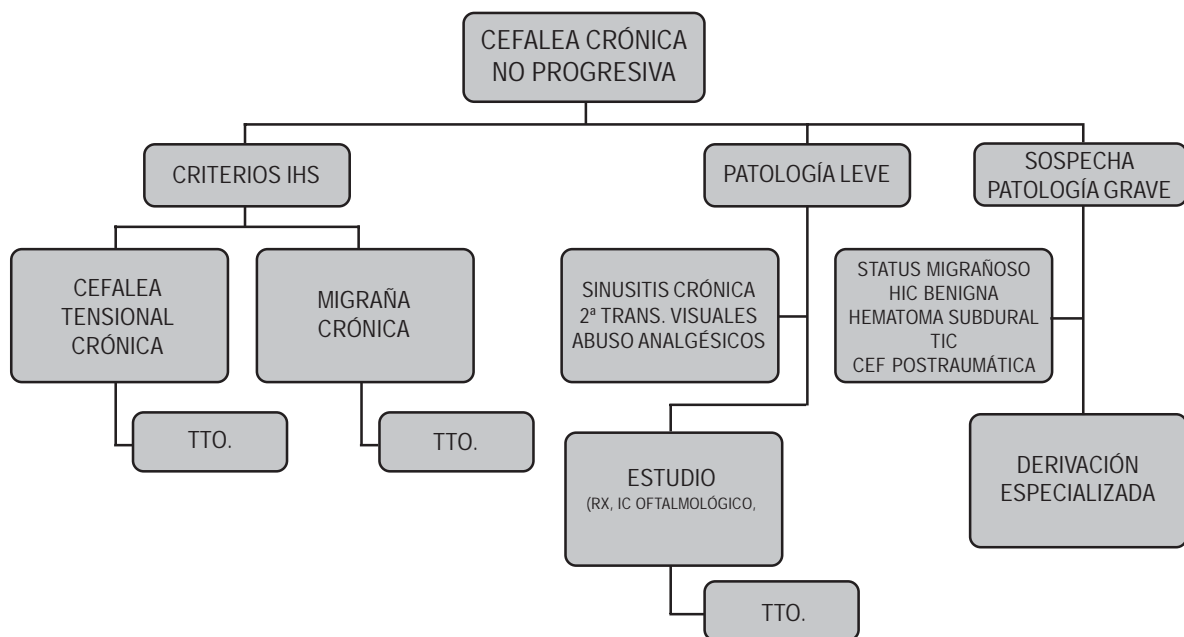 CEFALEA CRÓNICA
NO PROGRESIVA
CRITERIOS IHS
PATOLOGÍA LEVE
SOSPECHA
PATOLOGÍA GRAVE
CEFALEA
TENSIONAL
CRÓNICA
MIGRAÑA
CRÓNICA
SINUSITIS CRÓNICA
2ª TRANS. VISUALES
ABUSO ANALGÉSICOS
STATUS MIGRAÑOSO
HIC BENIGNA
HEMATOMA SUBDURAL
TIC
CEF POSTRAUMÁTICA
TTO.
TTO.
ESTUDIO
(RX, IC OFTALMOLÓGICO,
DERIVACIÓN
ESPECIALIZADA
TTO.